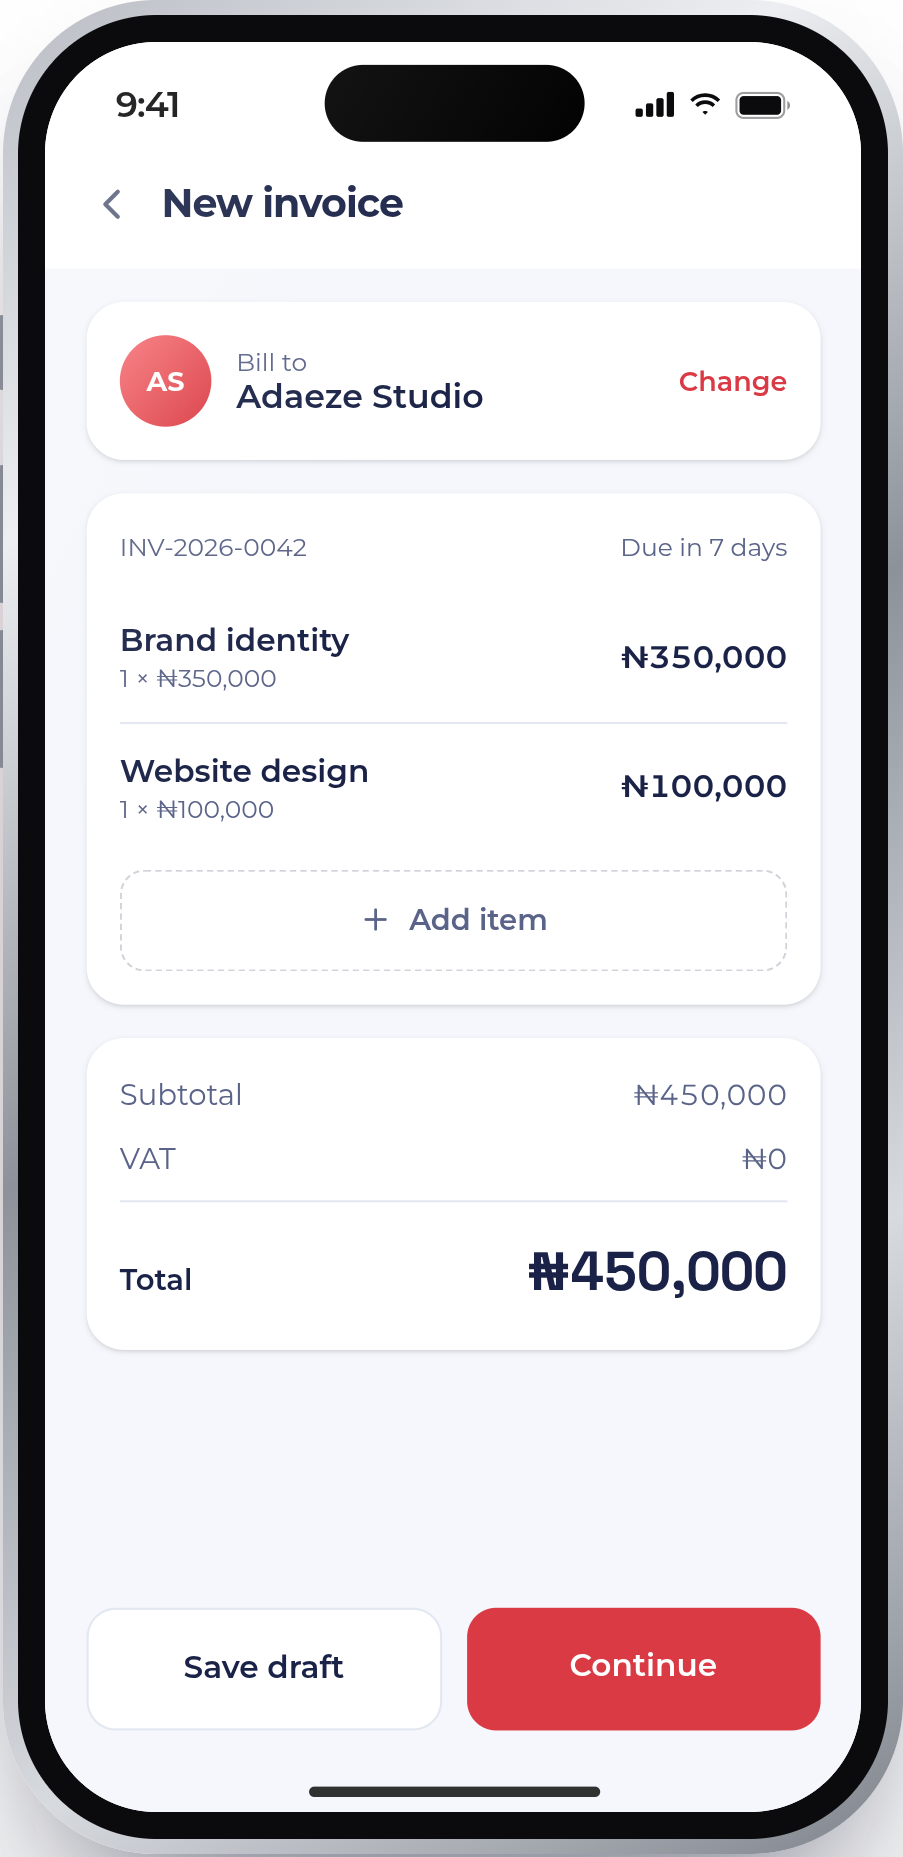 9:41
New invoice
AS
Bill to
Adaeze Studio
Change
INV-2026-0042
Due in 7 days
Brand identity
1 × ₦350,000
₦350,000
Website design
1 × ₦100,000
₦100,000
+ Add item
Subtotal
₦450,000
VAT
₦0
Total
₦450,000
Save draft
Continue